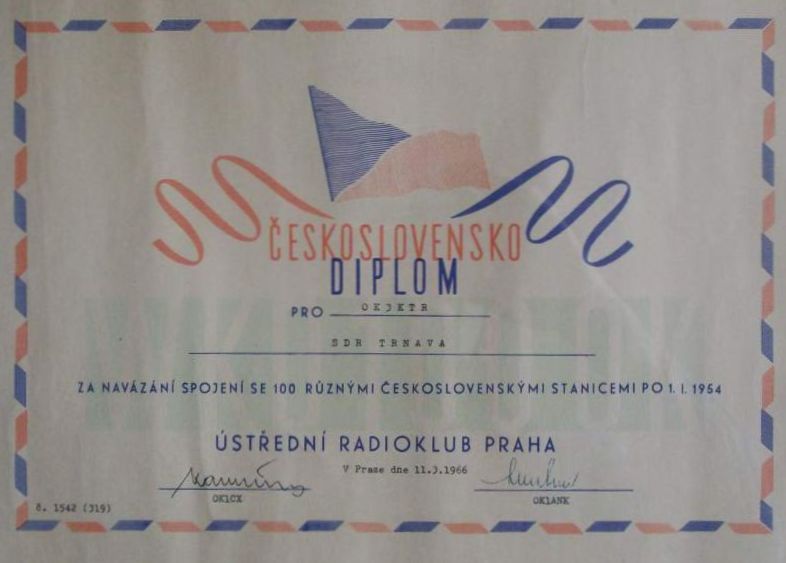 ČESKOSLOVENSKO
DIPLOM
PRO OK3KTR
SDR TRNAVA
ZA NAVÁZÁNÍ SPOJENÍ SE 100 RŮZNÝMI ČESKOSLOVENSKÝMI STANICEMI PO 1. I. 1954
ÚSTŘEDNÍ RADIOKLUB PRAHA
V Praze dne 11.3.1966
OK1CX
OK1ANK
č. 1542 (319)